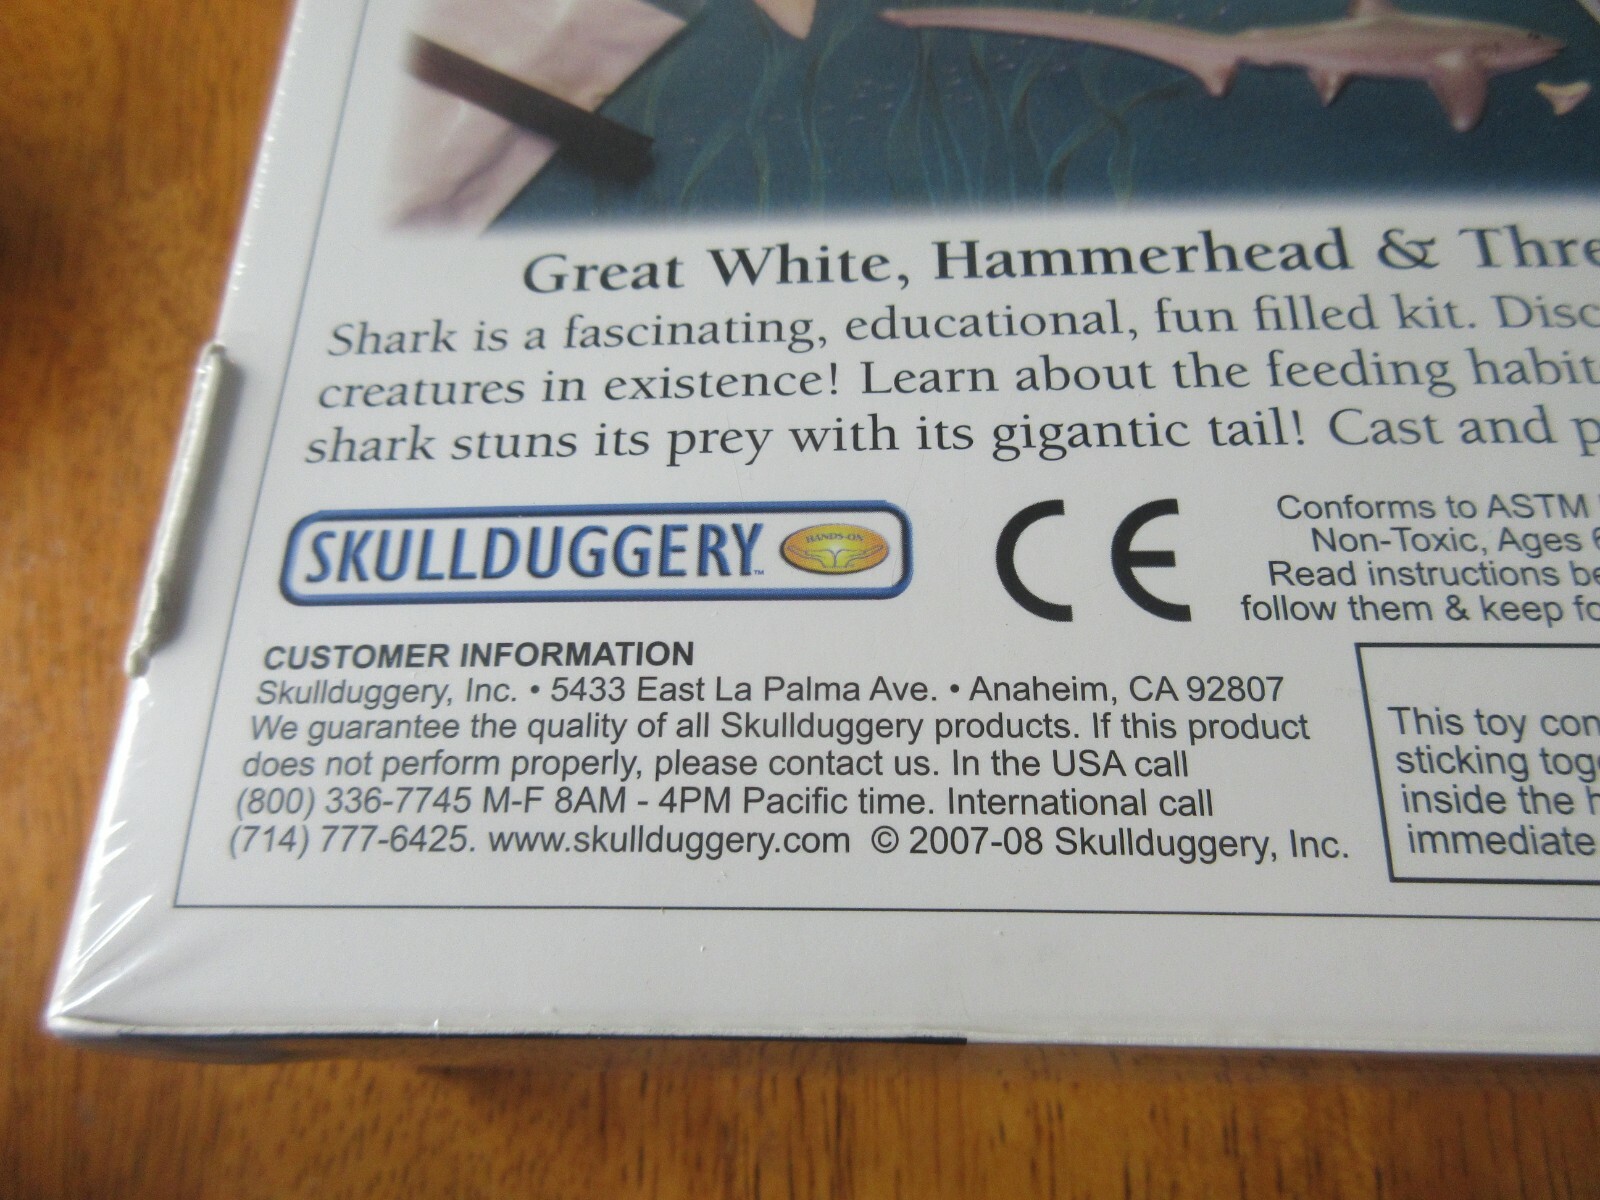 Great White, Hammerhead & Thre
Shark is a fascinating, educational, fun filled kit. Disc
creatures in existence! Learn about the feeding habit
shark stuns its prey with its gigantic tail! Cast and p
SKULLDUGGERY™ HANDS-ON
CE
Conforms to ASTM
Non-Toxic, Ages 6
Read instructions be
follow them & keep fo
CUSTOMER INFORMATION
Skullduggery, Inc. • 5433 East La Palma Ave. • Anaheim, CA 92807
We guarantee the quality of all Skullduggery products. If this product
does not perform properly, please contact us. In the USA call
(800) 336-7745 M-F 8AM - 4PM Pacific time. International call
(714) 777-6425. www.skullduggery.com © 2007-08 Skullduggery, Inc.
This toy con
sticking tog
inside the h
immediate